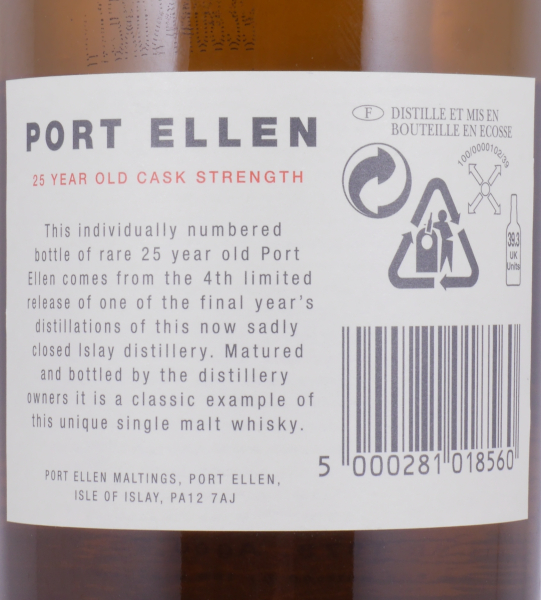 PORT ELLEN
25 YEAR OLD CASK STRENGTH
This individually numbered
bottle of rare 25 year old Port
Ellen comes from the 4th limited
release of one of the final year's
distillations of this now sadly
closed Islay distillery. Matured
and bottled by the distillery
owners it is a classic example of
this unique single malt whisky.
PORT ELLEN MALTINGS, PORT ELLEN,
ISLE OF ISLAY, PA12 7AJ
F DISTILLE ET MIS EN
BOUTEILLE EN ECOSSE
100/0000102/39
39.3
UK
Units
5 000281 018560